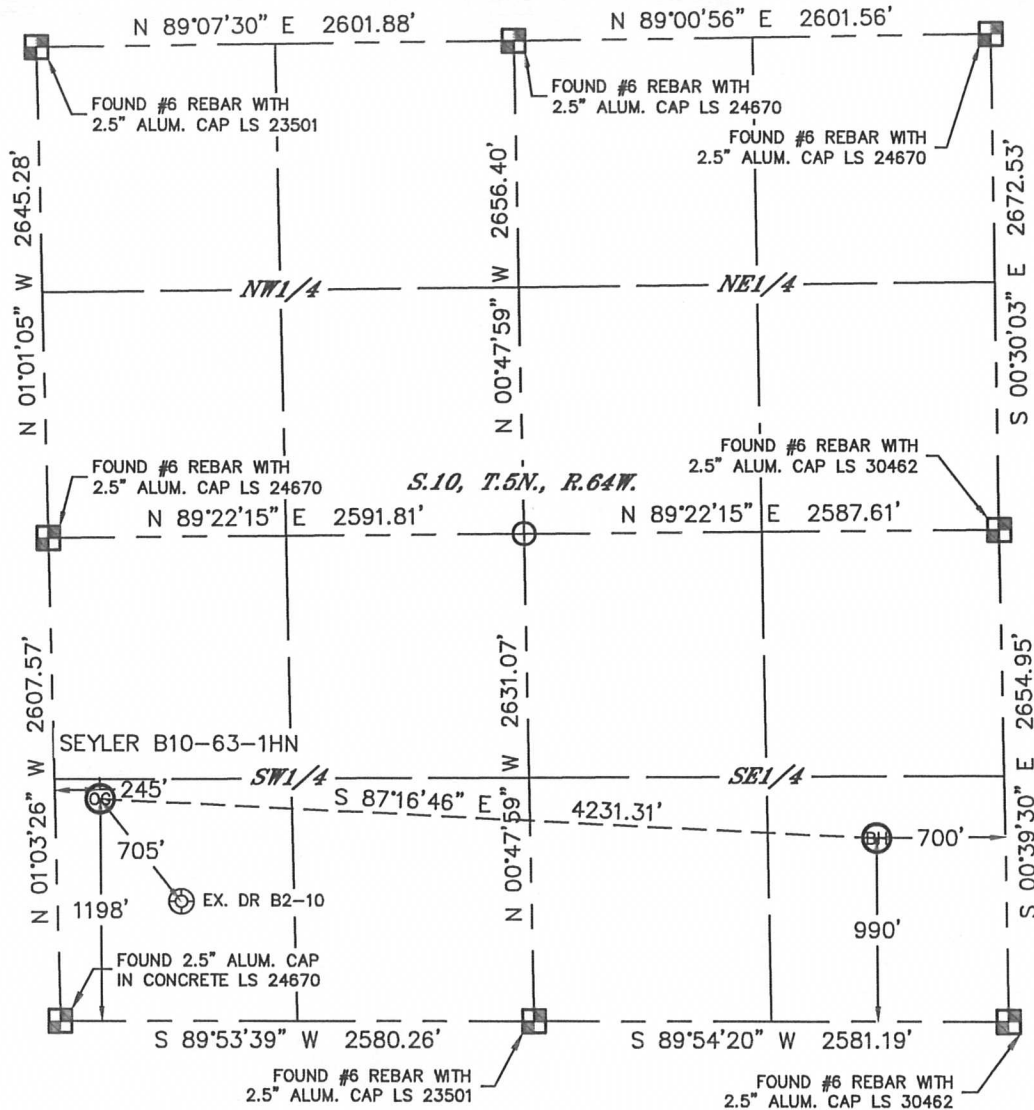 N 89°07'30" E 2601.88'
N 89°00'56" E 2601.56'
FOUND #6 REBAR WITH
2.5" ALUM. CAP LS 23501
FOUND #6 REBAR WITH
2.5" ALUM. CAP LS 24670
FOUND #6 REBAR WITH
2.5" ALUM. CAP LS 24670
N 01°01'05" W 2645.28'
N 00°47'59" W 2656.40'
S 00°30'03" E 2672.53'
NW1/4
NE1/4
FOUND #6 REBAR WITH
2.5" ALUM. CAP LS 24670
S.10, T.5N., R.64W.
FOUND #6 REBAR WITH
2.5" ALUM. CAP LS 30462
N 89°22'15" E 2591.81'
N 89°22'15" E 2587.61'
N 01°03'26" W 2607.57'
N 00°47'59" W 2631.07'
S 00°39'30" E 2654.95'
SEYLER B10-63-1HN
SW1/4
SE1/4
OS
245'
S 87°16'46" E
4231.31'
BH
700'
705'
EX. DR B2-10
1198'
990'
FOUND 2.5" ALUM. CAP
IN CONCRETE LS 24670
S 89°53'39" W 2580.26'
S 89°54'20" W 2581.19'
FOUND #6 REBAR WITH
2.5" ALUM. CAP LS 23501
FOUND #6 REBAR WITH
2.5" ALUM. CAP LS 30462